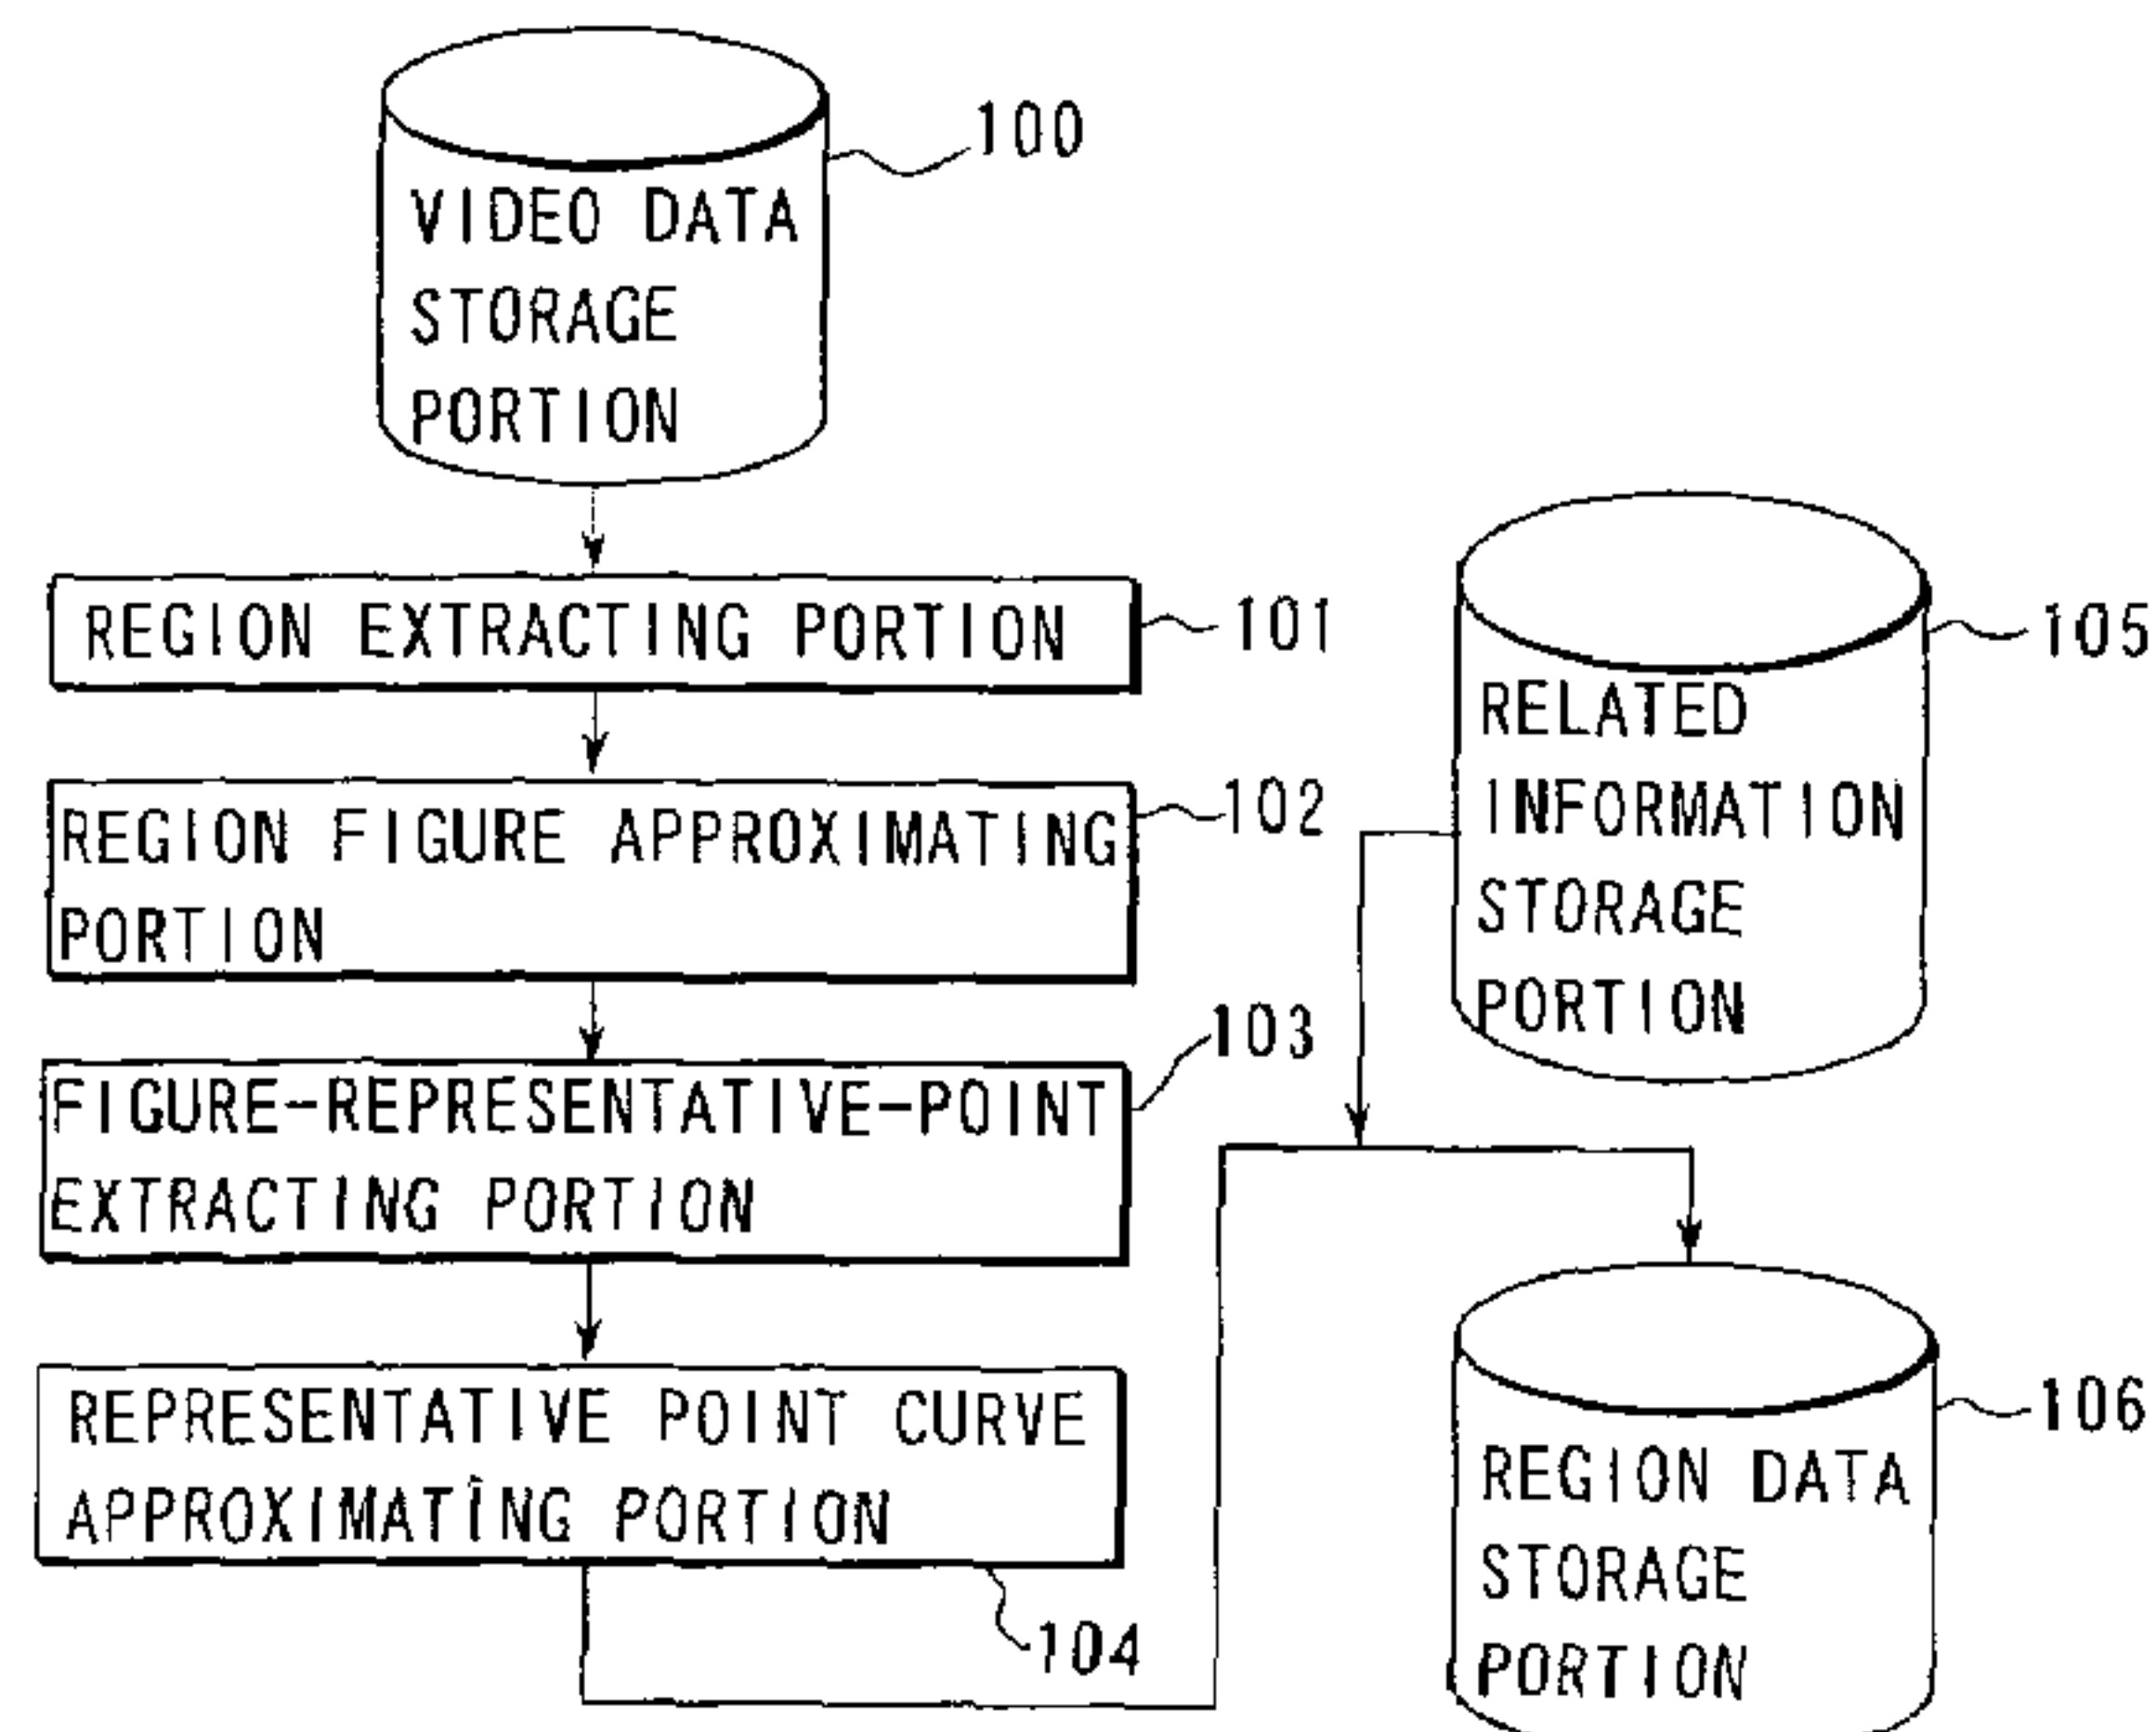 100
VIDEO DATA
STORAGE
PORTION
REGION EXTRACTING PORTION
101
REGION FIGURE APPROXIMATING
PORTION
102
FIGURE-REPRESENTATIVE-POINT
EXTRACTING PORTION
103
REPRESENTATIVE POINT CURVE
APPROXIMATING PORTION
104
105
RELATED
INFORMATION
STORAGE
PORTION
106
REGION DATA
STORAGE
PORTION